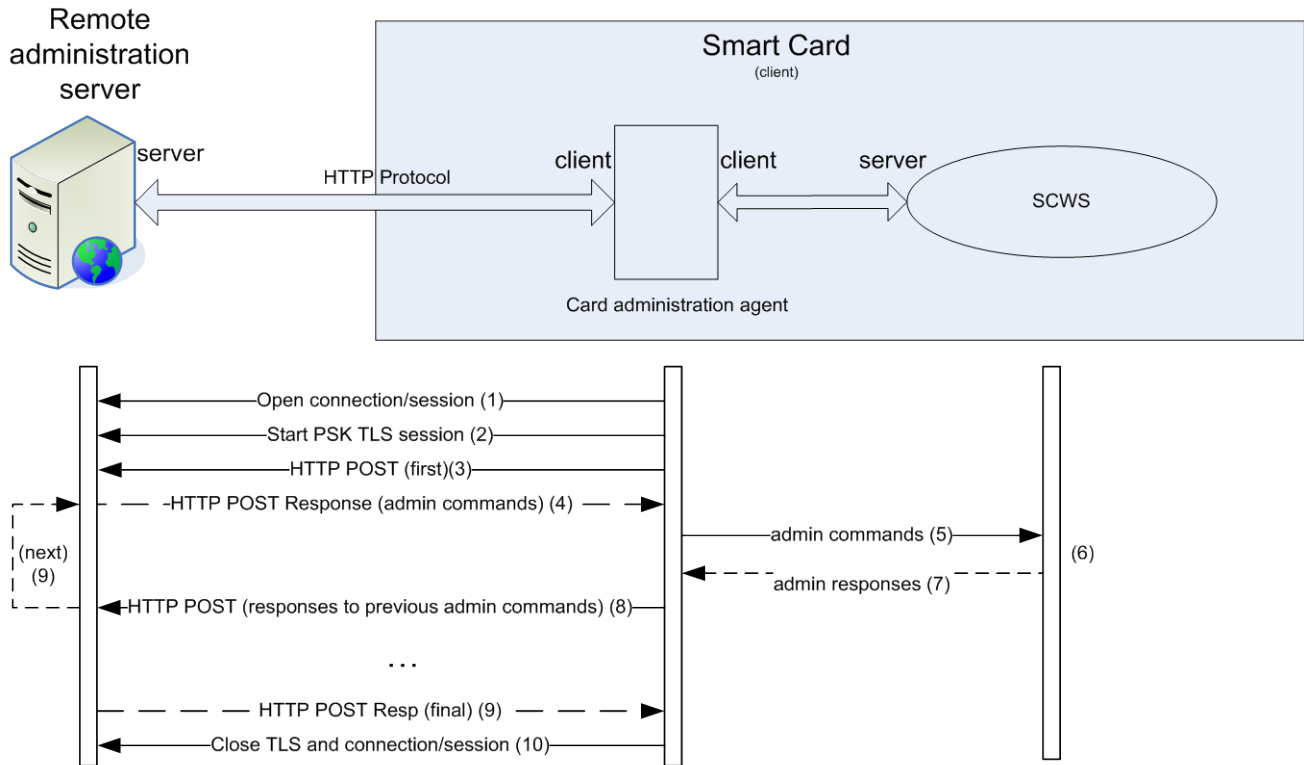 Remote
administration
server
Smart Card
(client)
server
HTTP Protocol
client
client
server
SCWS
Card administration agent
Open connection/session (1)
Start PSK TLS session (2)
HTTP POST (first)(3)
HTTP POST Response (admin commands) (4)
admin commands (5)
(next)
(9)
(6)
admin responses (7)
HTTP POST (responses to previous admin commands) (8)
...
HTTP POST Resp (final) (9)
Close TLS and connection/session (10)